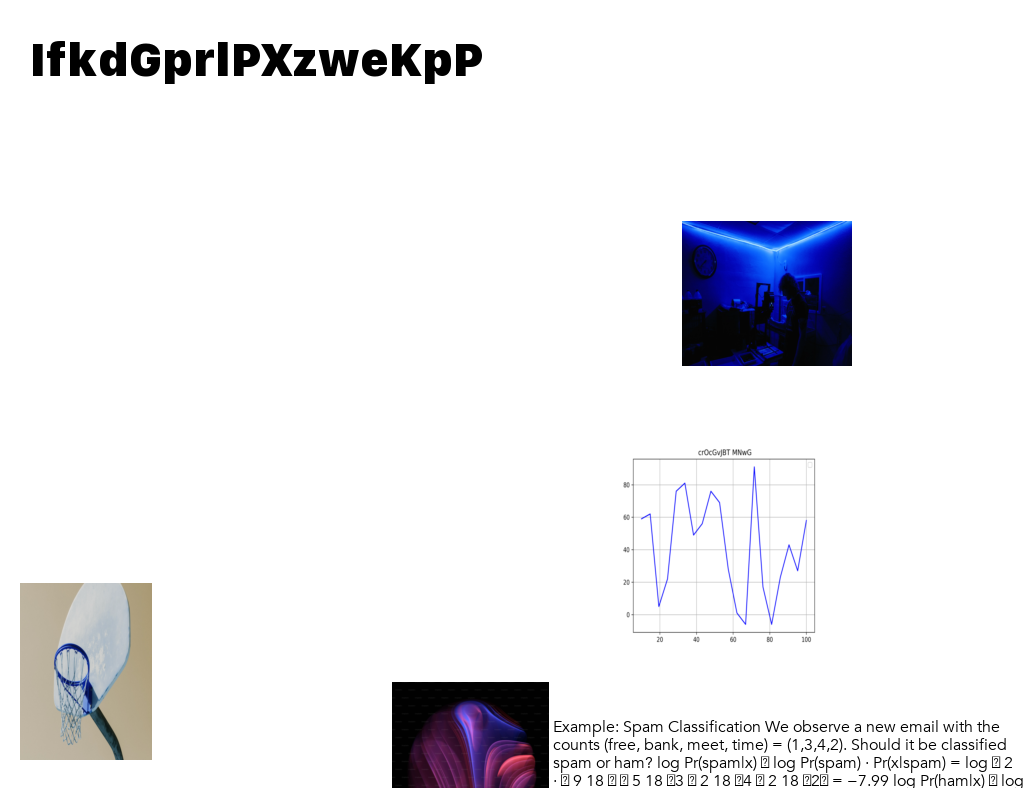 IfkdGprlPXzweKpP
crOcGvJBT MNwG
80
60
40
20
0
20 40 60 80 100
Example: Spam Classification We observe a new email with the
counts (free, bank, meet, time) = (1,3,4,2). Should it be classified
spam or ham? log Pr(spam|x) log Pr(spam) · Pr(x|spam) = log 2
· 9 18 5 18 3 2 18 4 2 18 2 = −7.99 log Pr(ham|x) log